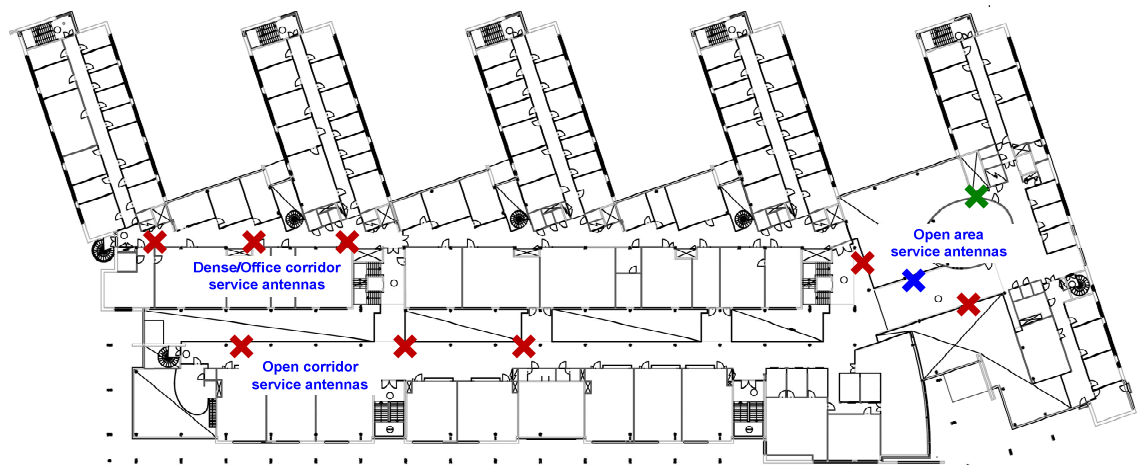 Open area
service antennas
Dense/Office corridor
service antennas
Open corridor
service antennas